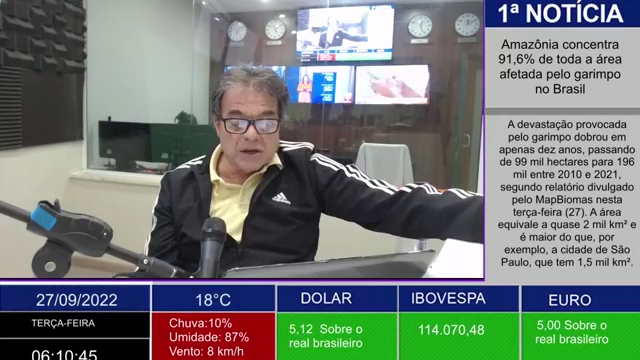 1ª NOTÍCIA
Amazônia concentra
91,6% de toda a área
afetada pelo garimpo
no Brasil
A devastação provocada
pelo garimpo dobrou em
apenas dez anos, passando
de 99 mil hectares para 196
mil entre 2010 e 2021,
segundo relatório divulgado
pelo MapBiomas nesta
terça-feira (27). A área
equivale a quase 2 mil km² e
é maior do que, por
exemplo, a cidade de São
Paulo, que tem 1,5 mil km².
adidas
27/09/2022
18°C
DOLAR
IBOVESPA
EURO
TERÇA-FEIRA
06:10:45
Chuva:10%
Umidade: 87%
Vento: 8 km/h
5,12 Sobre o
real brasileiro
114.070,48
5,00 Sobre o
real brasileiro